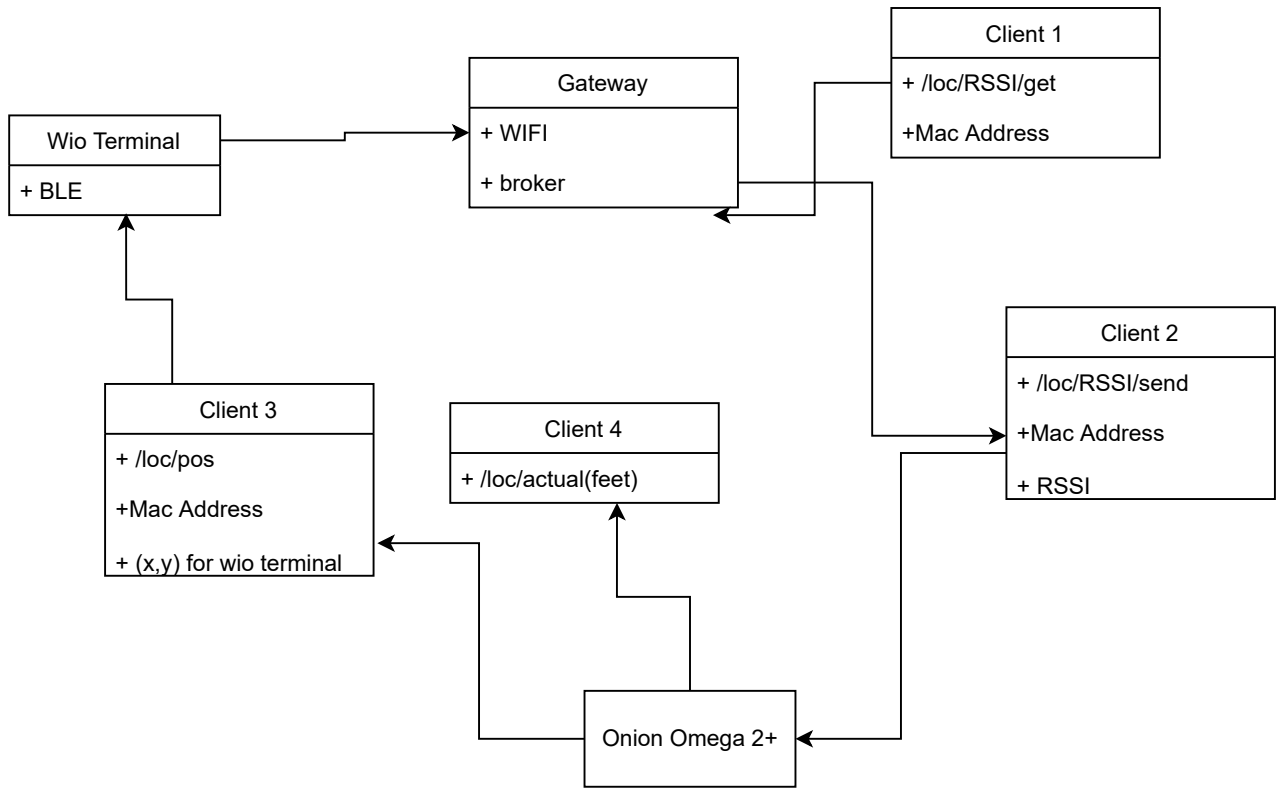 Client 1
+ /loc/RSSI/get
+Mac Address
Gateway
+ WIFI
+ broker
Wio Terminal
+ BLE
Client 2
+ /loc/RSSI/send
+Mac Address
+ RSSI
Client 3
+ /loc/pos
+Mac Address
+ (x,y) for wio terminal
Client 4
+ /loc/actual(feet)
Onion Omega 2+